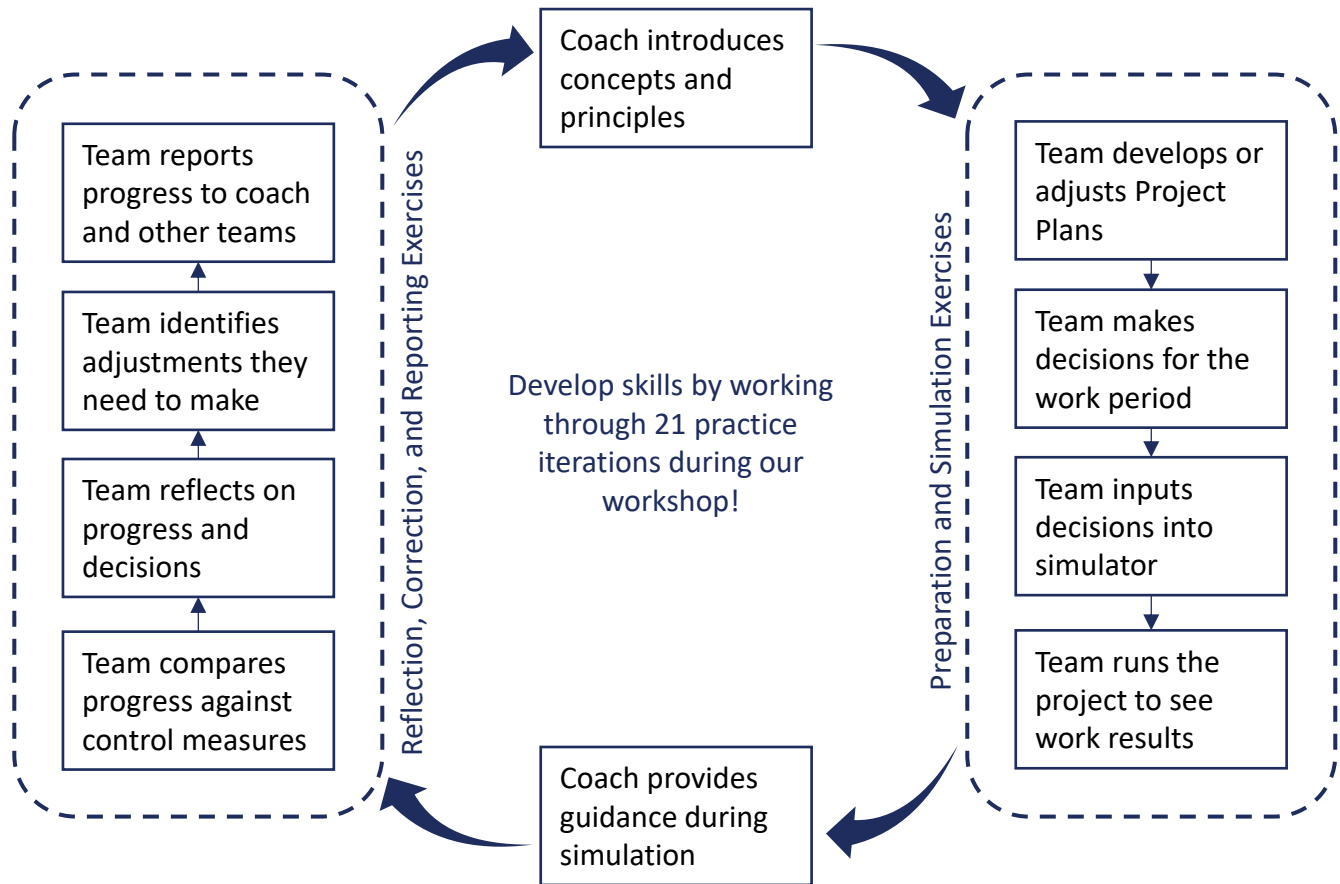 Coach introduces
concepts and
principles
Team develops or
adjusts Project
Plans
Team makes
decisions for the
work period
Team inputs
decisions into
simulator
Team runs the
project to see
work results
Preparation and Simulation Exercises
Coach provides
guidance during
simulation
Team compares
progress against
control measures
Team reflects on
progress and
decisions
Team identifies
adjustments they
need to make
Team reports
progress to coach
and other teams
Reflection, Correction, and Reporting Exercises
Develop skills by working
through 21 practice
iterations during our
workshop!